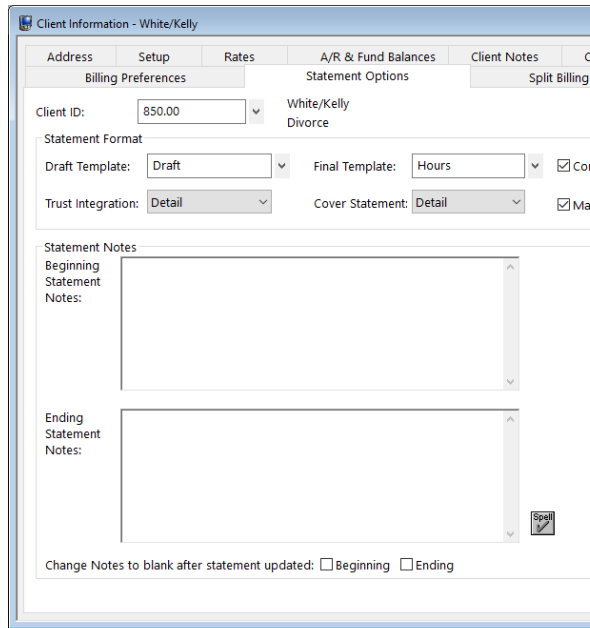 Client Information - White/Kelly
Address Setup Rates A/R & Fund Balances Client Notes
Billing Preferences Statement Options Split Billing
Client ID: 850.00 White/Kelly
Divorce
Statement Format
Draft Template: Draft Final Template: Hours
Trust Integration: Detail Cover Statement: Detail
Statement Notes
Beginning
Statement
Notes:
Ending
Statement
Notes:
Spell
Change Notes to blank after statement updated: Beginning Ending